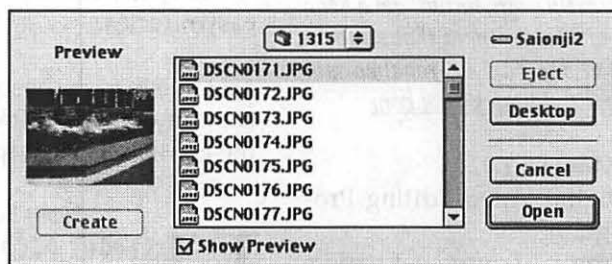 Preview
1315
Saionji2
DSCN0171.JPG
DSCN0172.JPG
DSCN0173.JPG
DSCN0174.JPG
DSCN0175.JPG
DSCN0176.JPG
DSCN0177.JPG
Eject
Desktop
Cancel
Open
Create
Show Preview